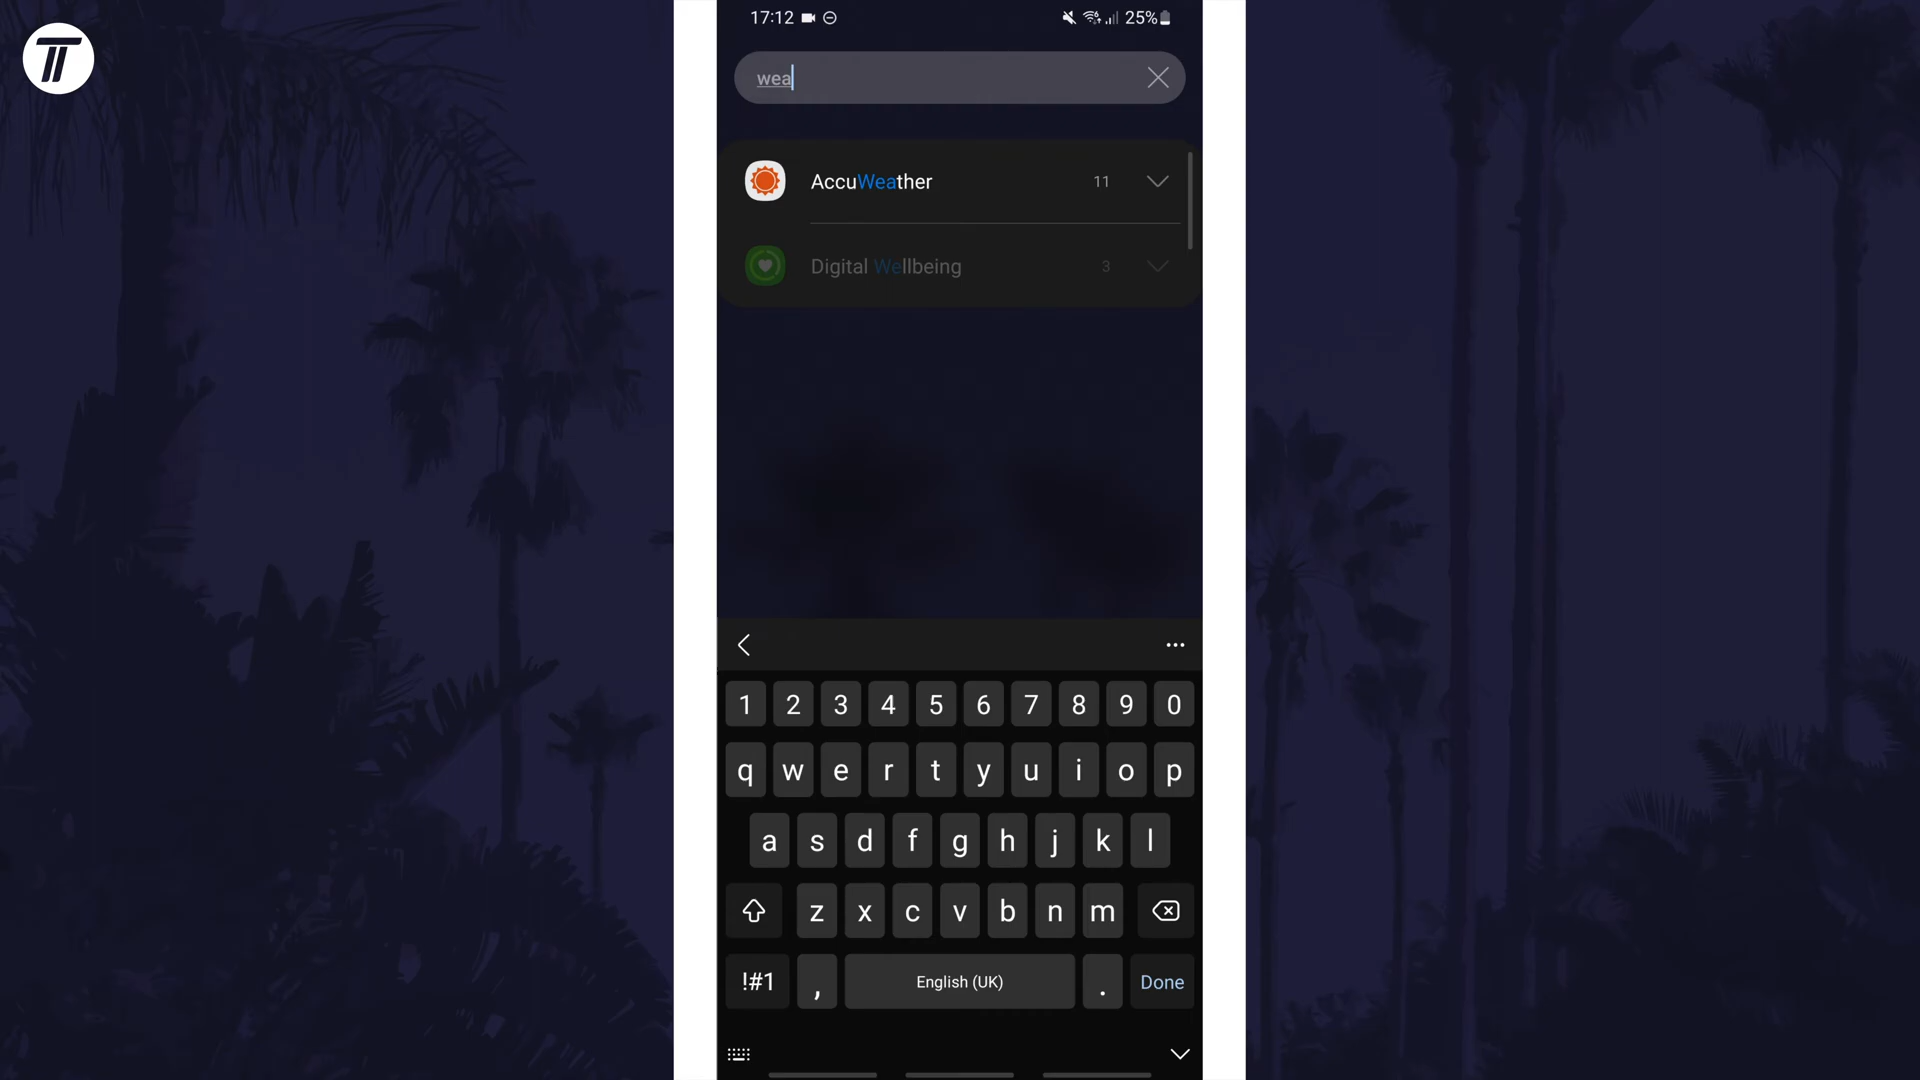 17:12
25%
wea
AccuWeather 11
Digital Wellbeing 3
1 2 3 4 5 6 7 8 9 0
q w e r t y u i o p
a s d f g h j k l
z x c v b n m
!#1 , English (UK) . Done